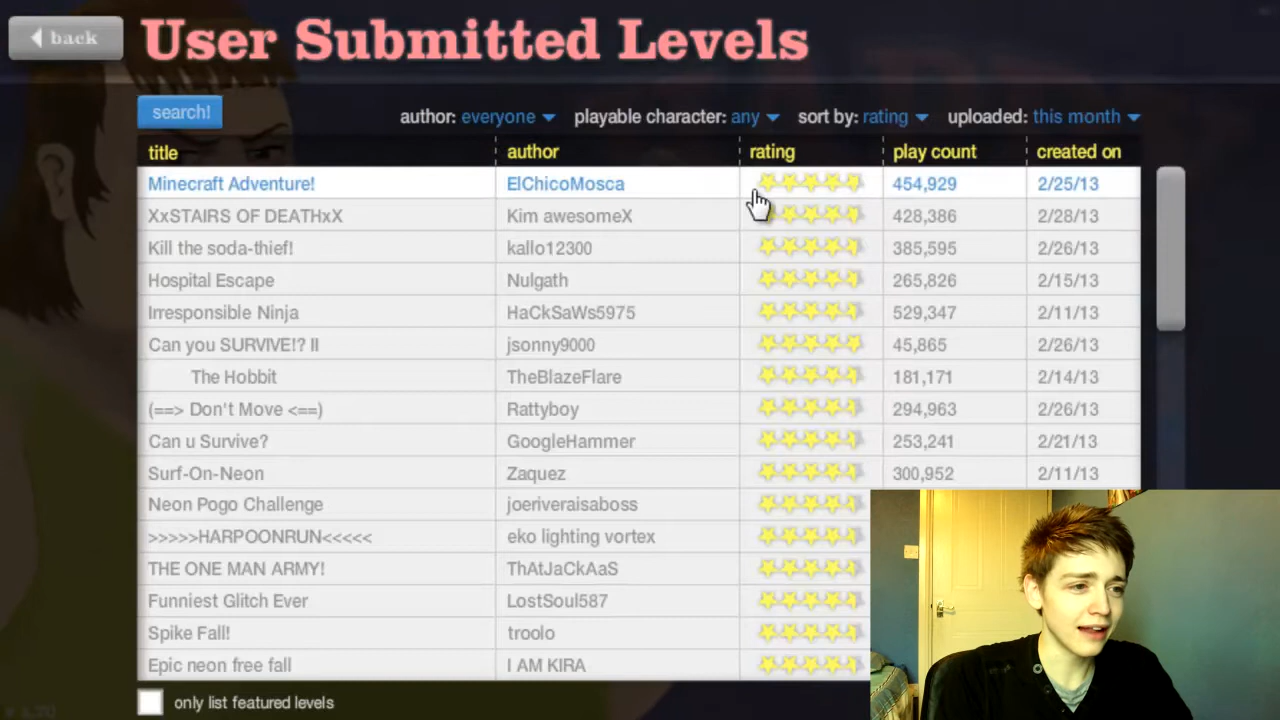 back
User Submitted Levels
search!
author: everyone playable character: any sort by: rating uploaded: this month
title author rating play count created on
Minecraft Adventure! ElChicoMosca 454,929 2/25/13
XxSTAIRS OF DEATHxX Kim awesomeX 428,386 2/28/13
Kill the soda-thief! kallo12300 385,595 2/26/13
Hospital Escape Nulgath 265,826 2/15/13
Irresponsible Ninja HaCkSaWs5975 529,347 2/11/13
Can you SURVIVE!? II jsonny9000 45,865 2/26/13
The Hobbit TheBlazeFlare 181,171 2/14/13
(==> Don't Move <==) Rattyboy 294,963 2/26/13
Can u Survive? GoogleHammer 253,241 2/21/13
Surf-On-Neon Zaquez 300,952 2/11/13
Neon Pogo Challenge joeriveraisaboss
>>>>>HARPOONRUN<<<<< eko lighting vortex
THE ONE MAN ARMY! ThAtJaCkAaS
Funniest Glitch Ever LostSoul587
Spike Fall! troolo
Epic neon free fall I AM KIRA
only list featured levels